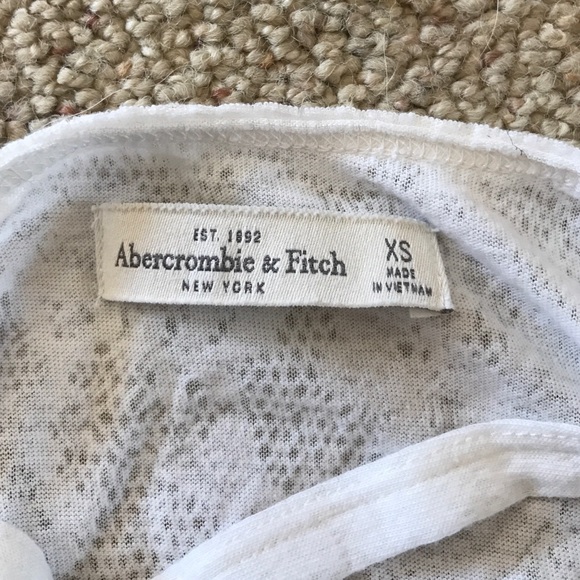 EST. 1892
Abercrombie & Fitch
NEW YORK
XS
MADE
IN VIETNAM